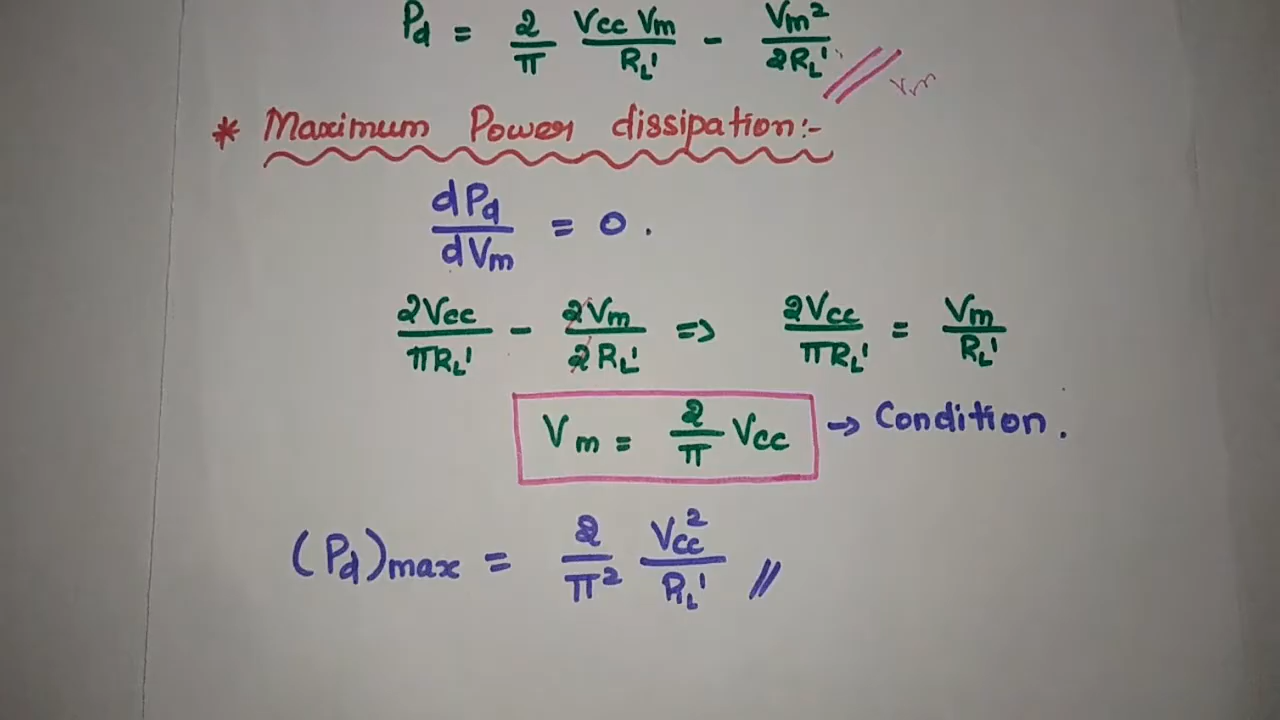 Pd = 2/π Vcc Vm/RL' - Vm²/2RL' // Vm
* Maximum Power dissipation:-
dPd/dVm = 0.
2Vcc/πRL' - 2Vm/2RL' => 2Vcc/πRL' = Vm/RL'
Vm = 2/π Vcc → Condition.
(Pd)max = 2/π² Vcc²/RL' //